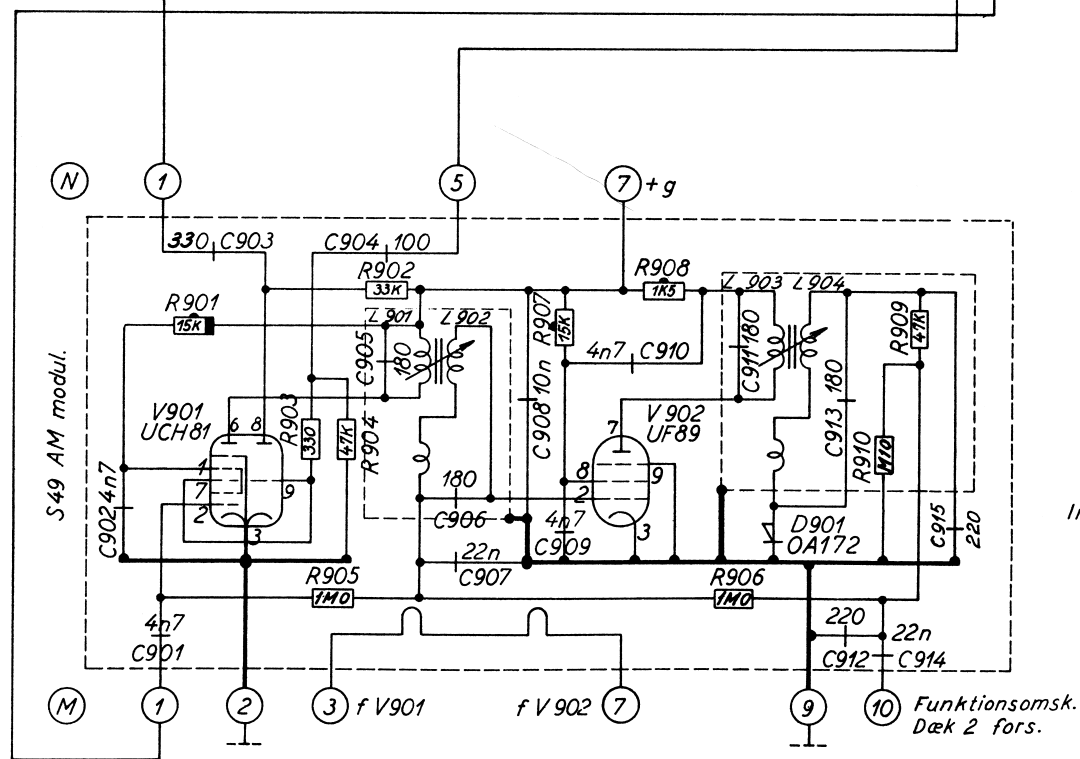 N
1
5
7
+g
330
C903
C904
100
R902
33K
R908
1K5
L903
L904
R901
15K
L901
L902
R907
15K
R909
47K
C905
180
4n7
C910
C911
180
C908
10n
C913
180
V901
UCH81
6
8
R903
330
47K
R904
V902
UF89
7
R910
M10
S49 AM modul.
1
7
2
9
3
8
2
9
3
C902
4n7
180
C906
4n7
C909
D901
OA172
C915
220
22n
C907
R905
1M0
R906
1M0
4n7
C901
220
C912
22n
C914
M
1
2
3
f V901
f V902
7
9
10
Funktionsomsk.
Dæk 2 fors.